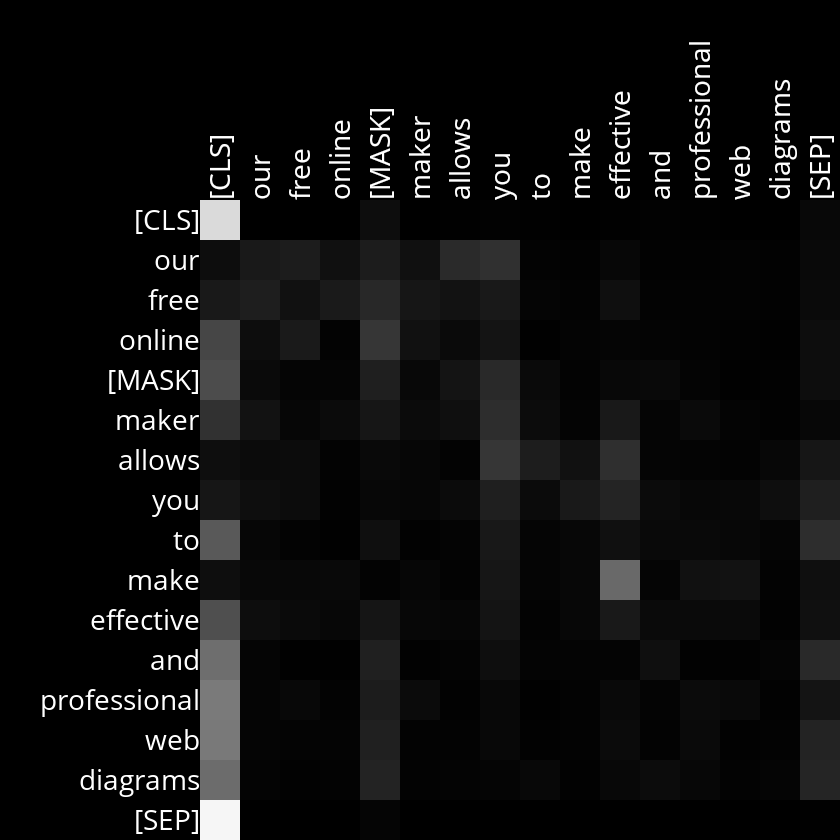 [CLS] our free online [MASK] maker allows you to make effective and professional web diagrams [SEP]
[CLS]
our
free
online
[MASK]
maker
allows
you
to
make
effective
and
professional
web
diagrams
[SEP]